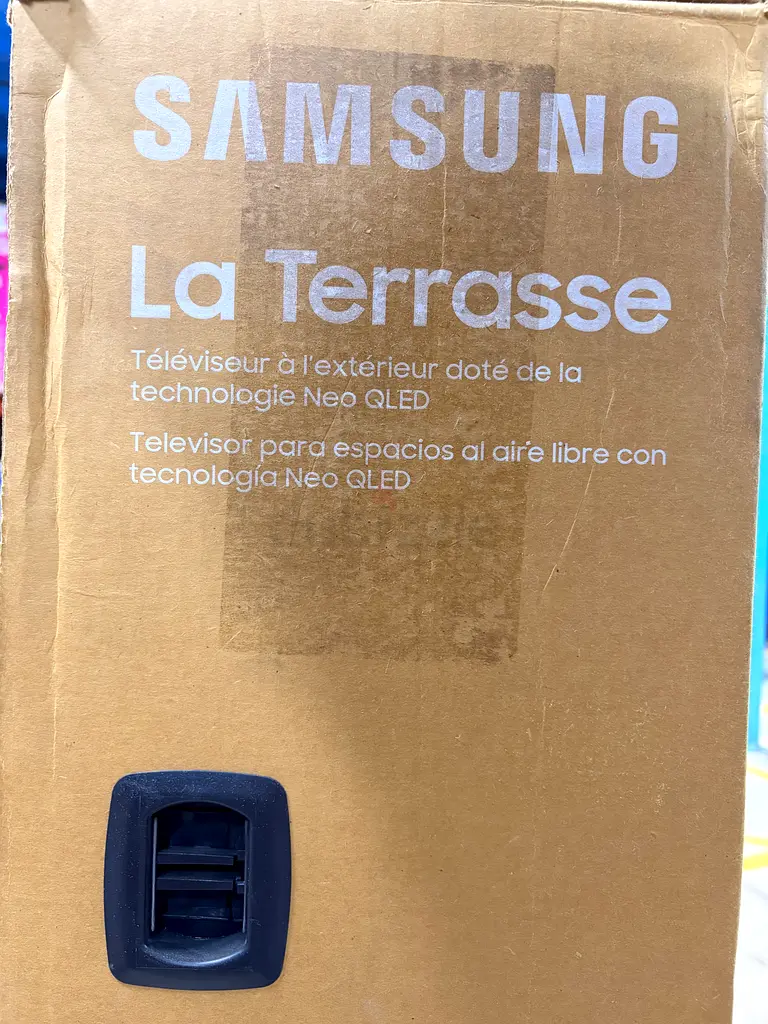 SAMSUNG
La Terrasse
Téléviseur à l'extérieur doté de la
technologie Neo QLED
Televisor para espacios al aire libre con
tecnología Neo QLED